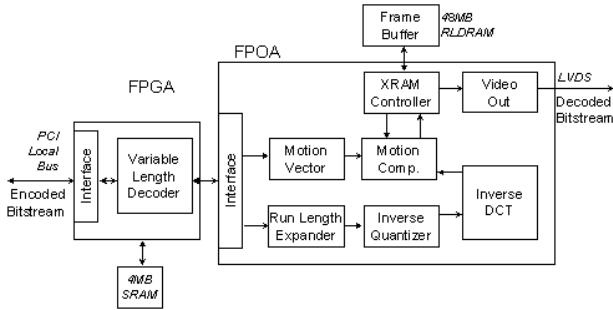 Frame
Buffer
48MB
RLDRAM
FPOA
FPGA
XRAM
Controller
Video
Out
LVDS
Decoded
Bitstream
PCI
Local
Bus
Encoded
Bitstream
Interface
Variable
Length
Decoder
Interface
Motion
Vector
Motion
Comp.
Inverse
DCT
Run Length
Expander
Inverse
Quantizer
4MB
SRAM